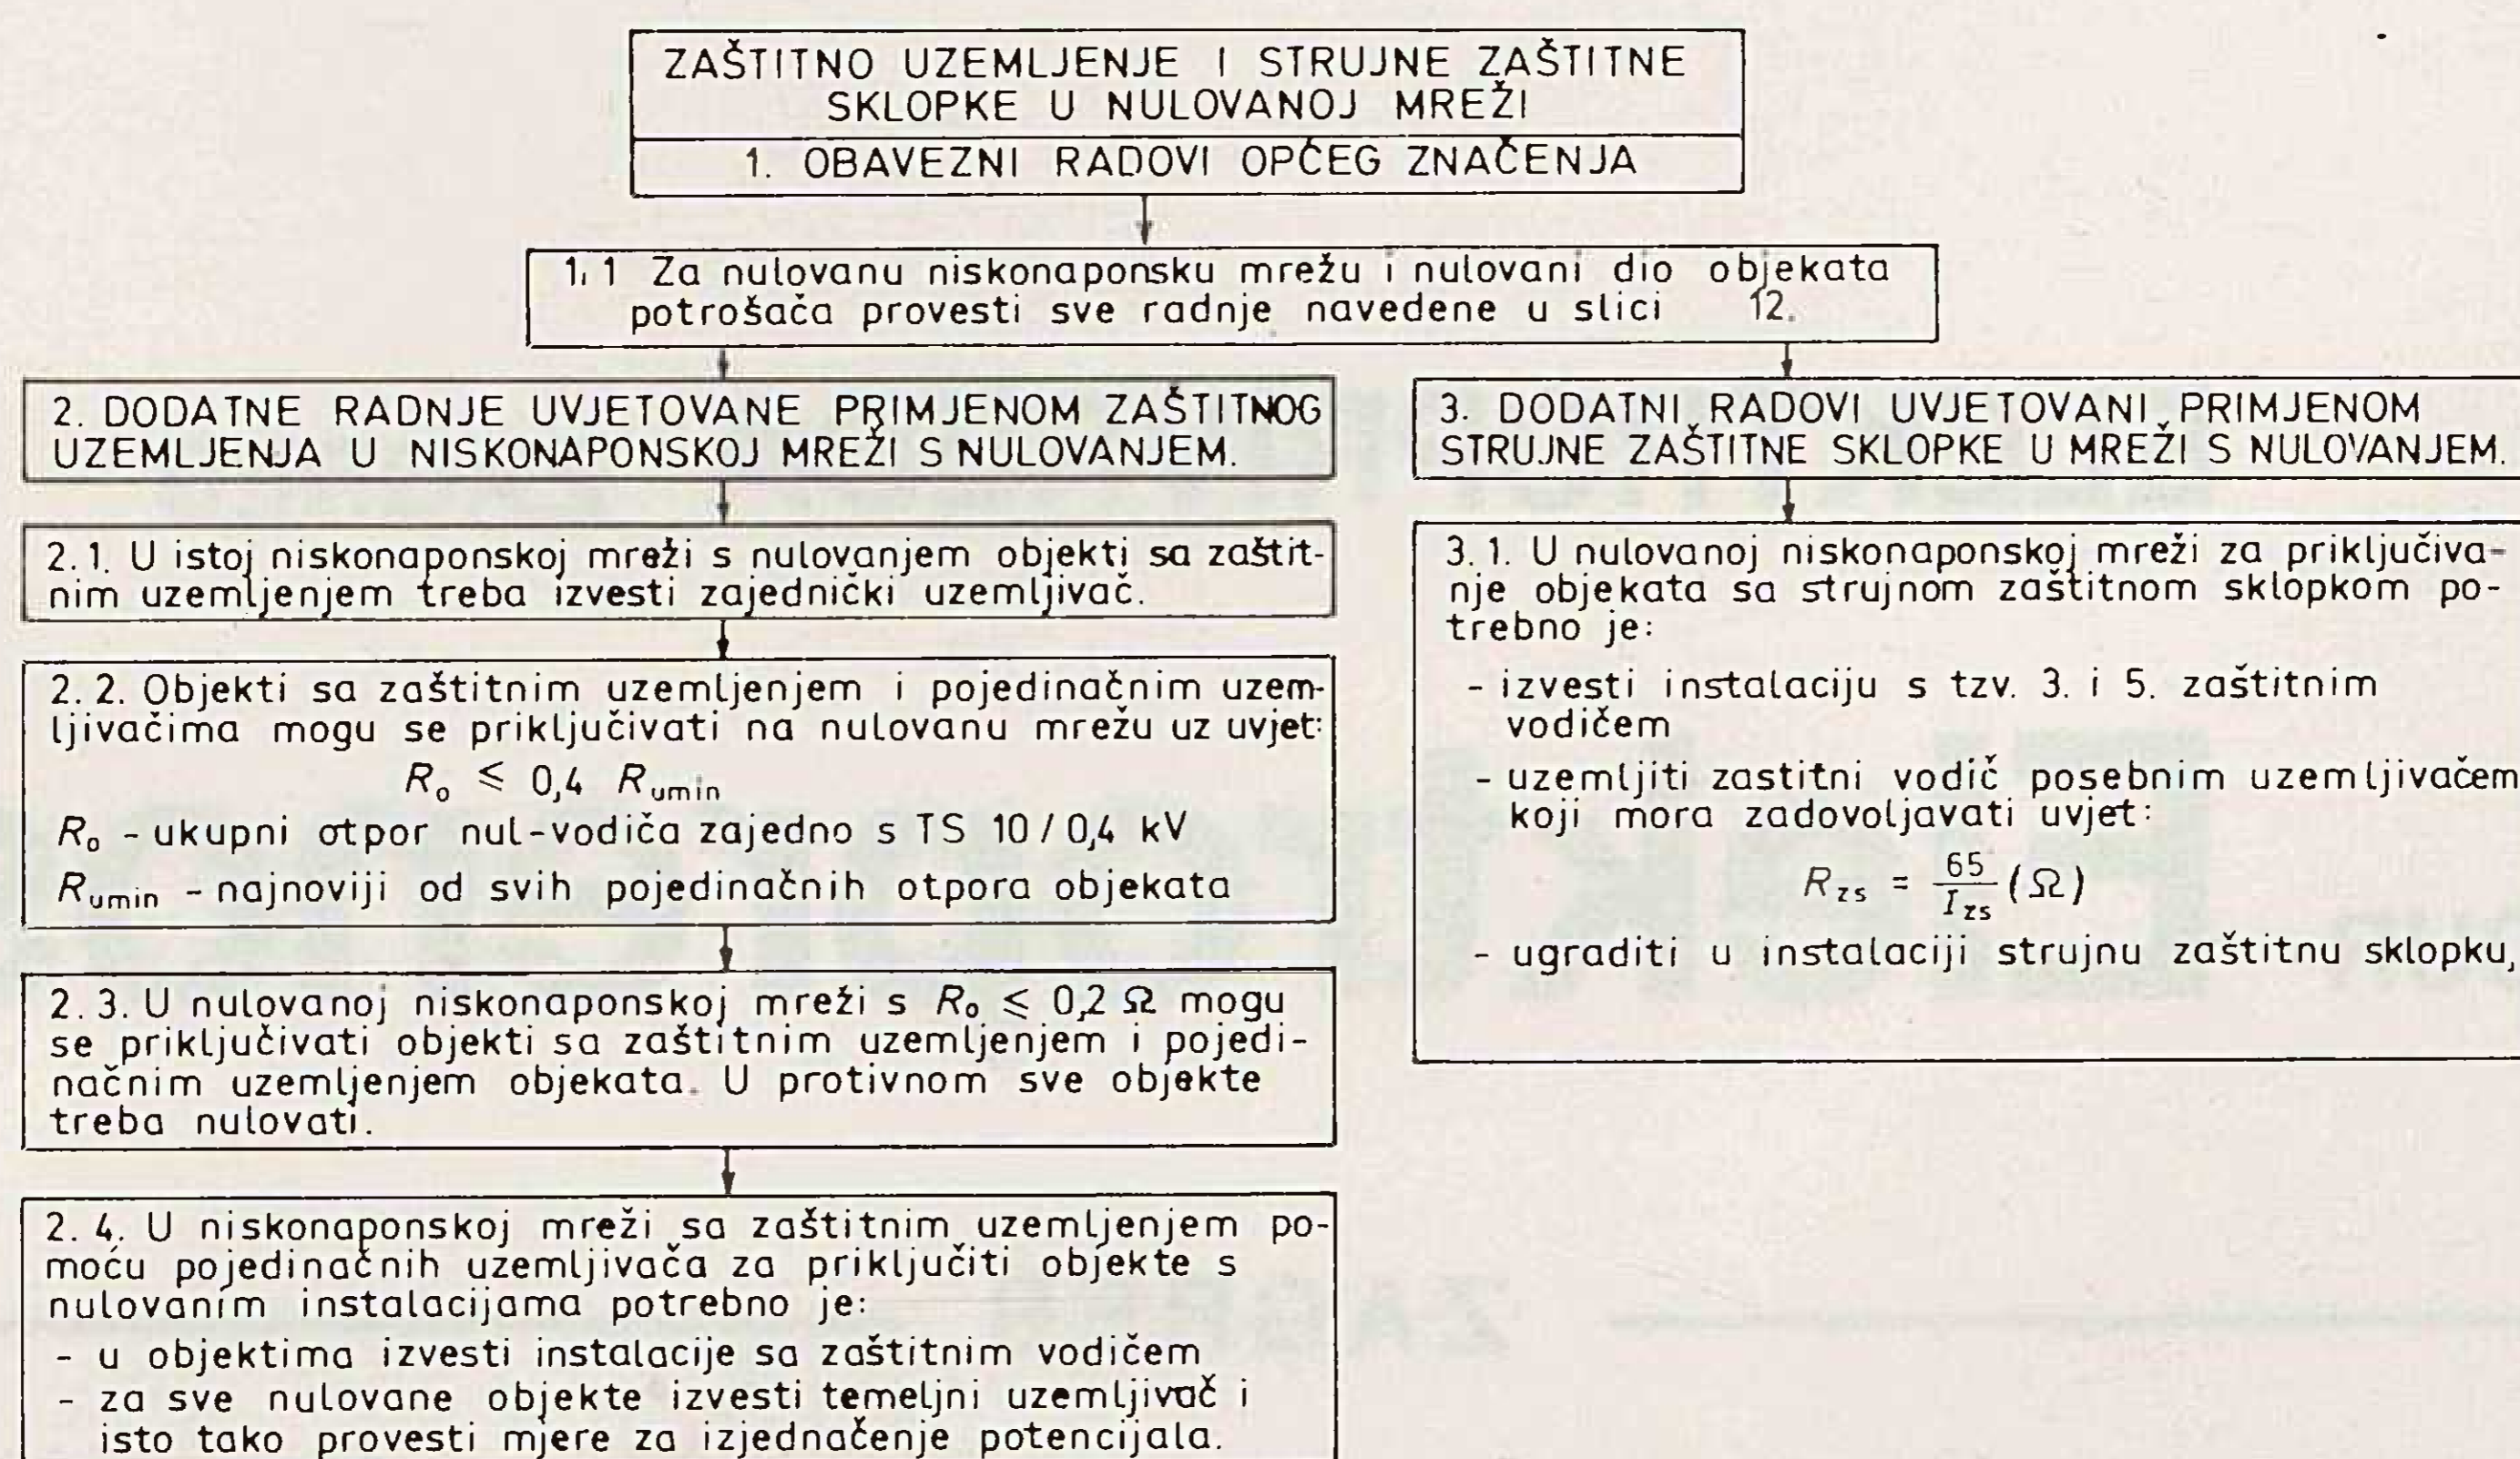 ZAŠTITNO UZEMLJENJE I STRUJNE ZAŠTITNE
SKLOPKE U NULOVANOJ MREŽI
1. OBAVEZNI RADOVI OPĆEG ZNAČENJA
1.1 Za nulovanu niskonaponsku mrežu i nulovani dio objekata
potrošača provesti sve radnje navedene u slici 12.
2. DODATNE RADNJE UVJETOVANE PRIMJENOM ZAŠTITNOG
UZEMLJENJA U NISKONAPONSKOJ MREŽI S NULOVANJEM.
2.1. U istoj niskonaponskoj mreži s nulovanjem objekti sa zaštit-
nim uzemljenjem treba izvesti zajednički uzemljivač.
2.2. Objekti sa zaštitnim uzemljenjem i pojedinačnim uzem-
ljivačima mogu se priključivati na nulovanu mrežu uz uvjet:
R₀ ≤ 0,4 Rumin
R₀ - ukupni otpor nul-vodiča zajedno s TS 10 / 0,4 kV
Rumin - najnoviji od svih pojedinačnih otpora objekata
2.3. U nulovanoj niskonaponskoj mreži s R₀ ≤ 0,2 Ω mogu
se priključivati objekti sa zaštitnim uzemljenjem i pojedi-
načnim uzemljenjem objekata. U protivnom sve objekte
treba nulovati.
2.4. U niskonaponskoj mreži sa zaštitnim uzemljenjem po-
moću pojedinačnih uzemljivača za priključiti objekte s
nulovanim instalacijama potrebno je:
- u objektima izvesti instalacije sa zaštitnim vodičem
- za sve nulovane objekte izvesti temeljni uzemljivač i
isto tako provesti mjere za izjednačenje potencijala.
3. DODATNI RADOVI UVJETOVANI PRIMJENOM
STRUJNE ZAŠTITNE SKLOPKE U MREŽI S NULOVANJEM.
3.1. U nulovanoj niskonaponskoj mreži za priključiva-
nje objekata sa strujnom zaštitnom sklopkom po-
trebno je:
- izvesti instalaciju s tzv. 3. i 5. zaštitnim
vodičem
- uzemljiti zastitni vodič posebnim uzemljivačem
koji mora zadovoljavati uvjet:
Rzs = 65/Izs (Ω)
- ugraditi u instalaciji strujnu zaštitnu sklopku,